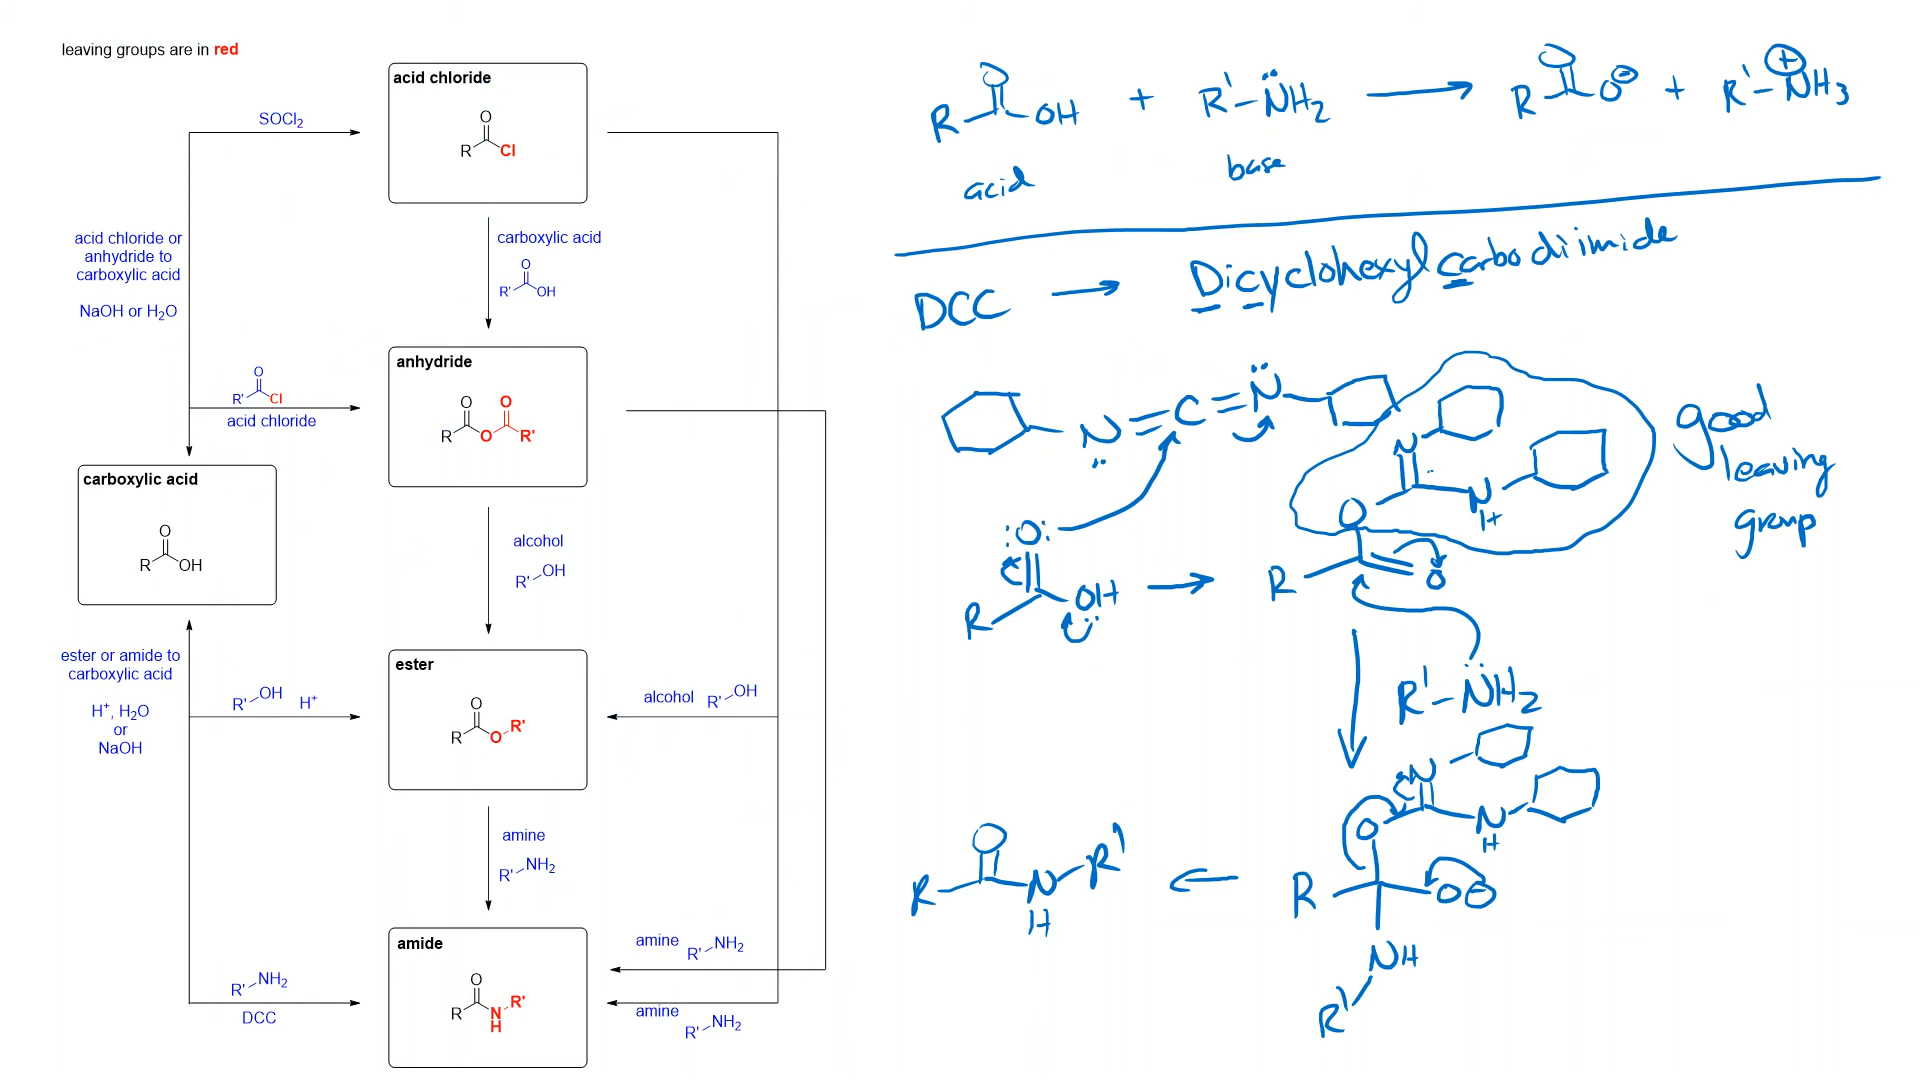 leaving groups are in red
acid chloride
O
R
Cl
SOCl2
acid chloride or
anhydride to
carboxylic acid
NaOH or H2O
carboxylic acid
O
R'
OH
anhydride
O O
R O R'
O
R' Cl
acid chloride
carboxylic acid
O
R OH
alcohol
R' OH
ester
O
R O R'
ester or amide to
carboxylic acid
H+, H2O
or
NaOH
R' OH H+
alcohol R' OH
amine
R' NH2
amide
O
R N R'
H
R' NH2
DCC
amine R' NH2
amine R' NH2
O O
R OH + R'-NH2 R O⊖ + R'-NH3 ⊕
acid base
DCC → Dicyclohexyl carbodiimide
N=C=N
N
N
H
O
good
leaving
group
:O:
R OH → R O
R'-NH2
N
O N
H
R O⊖
NH
R'
O
R N R'
H